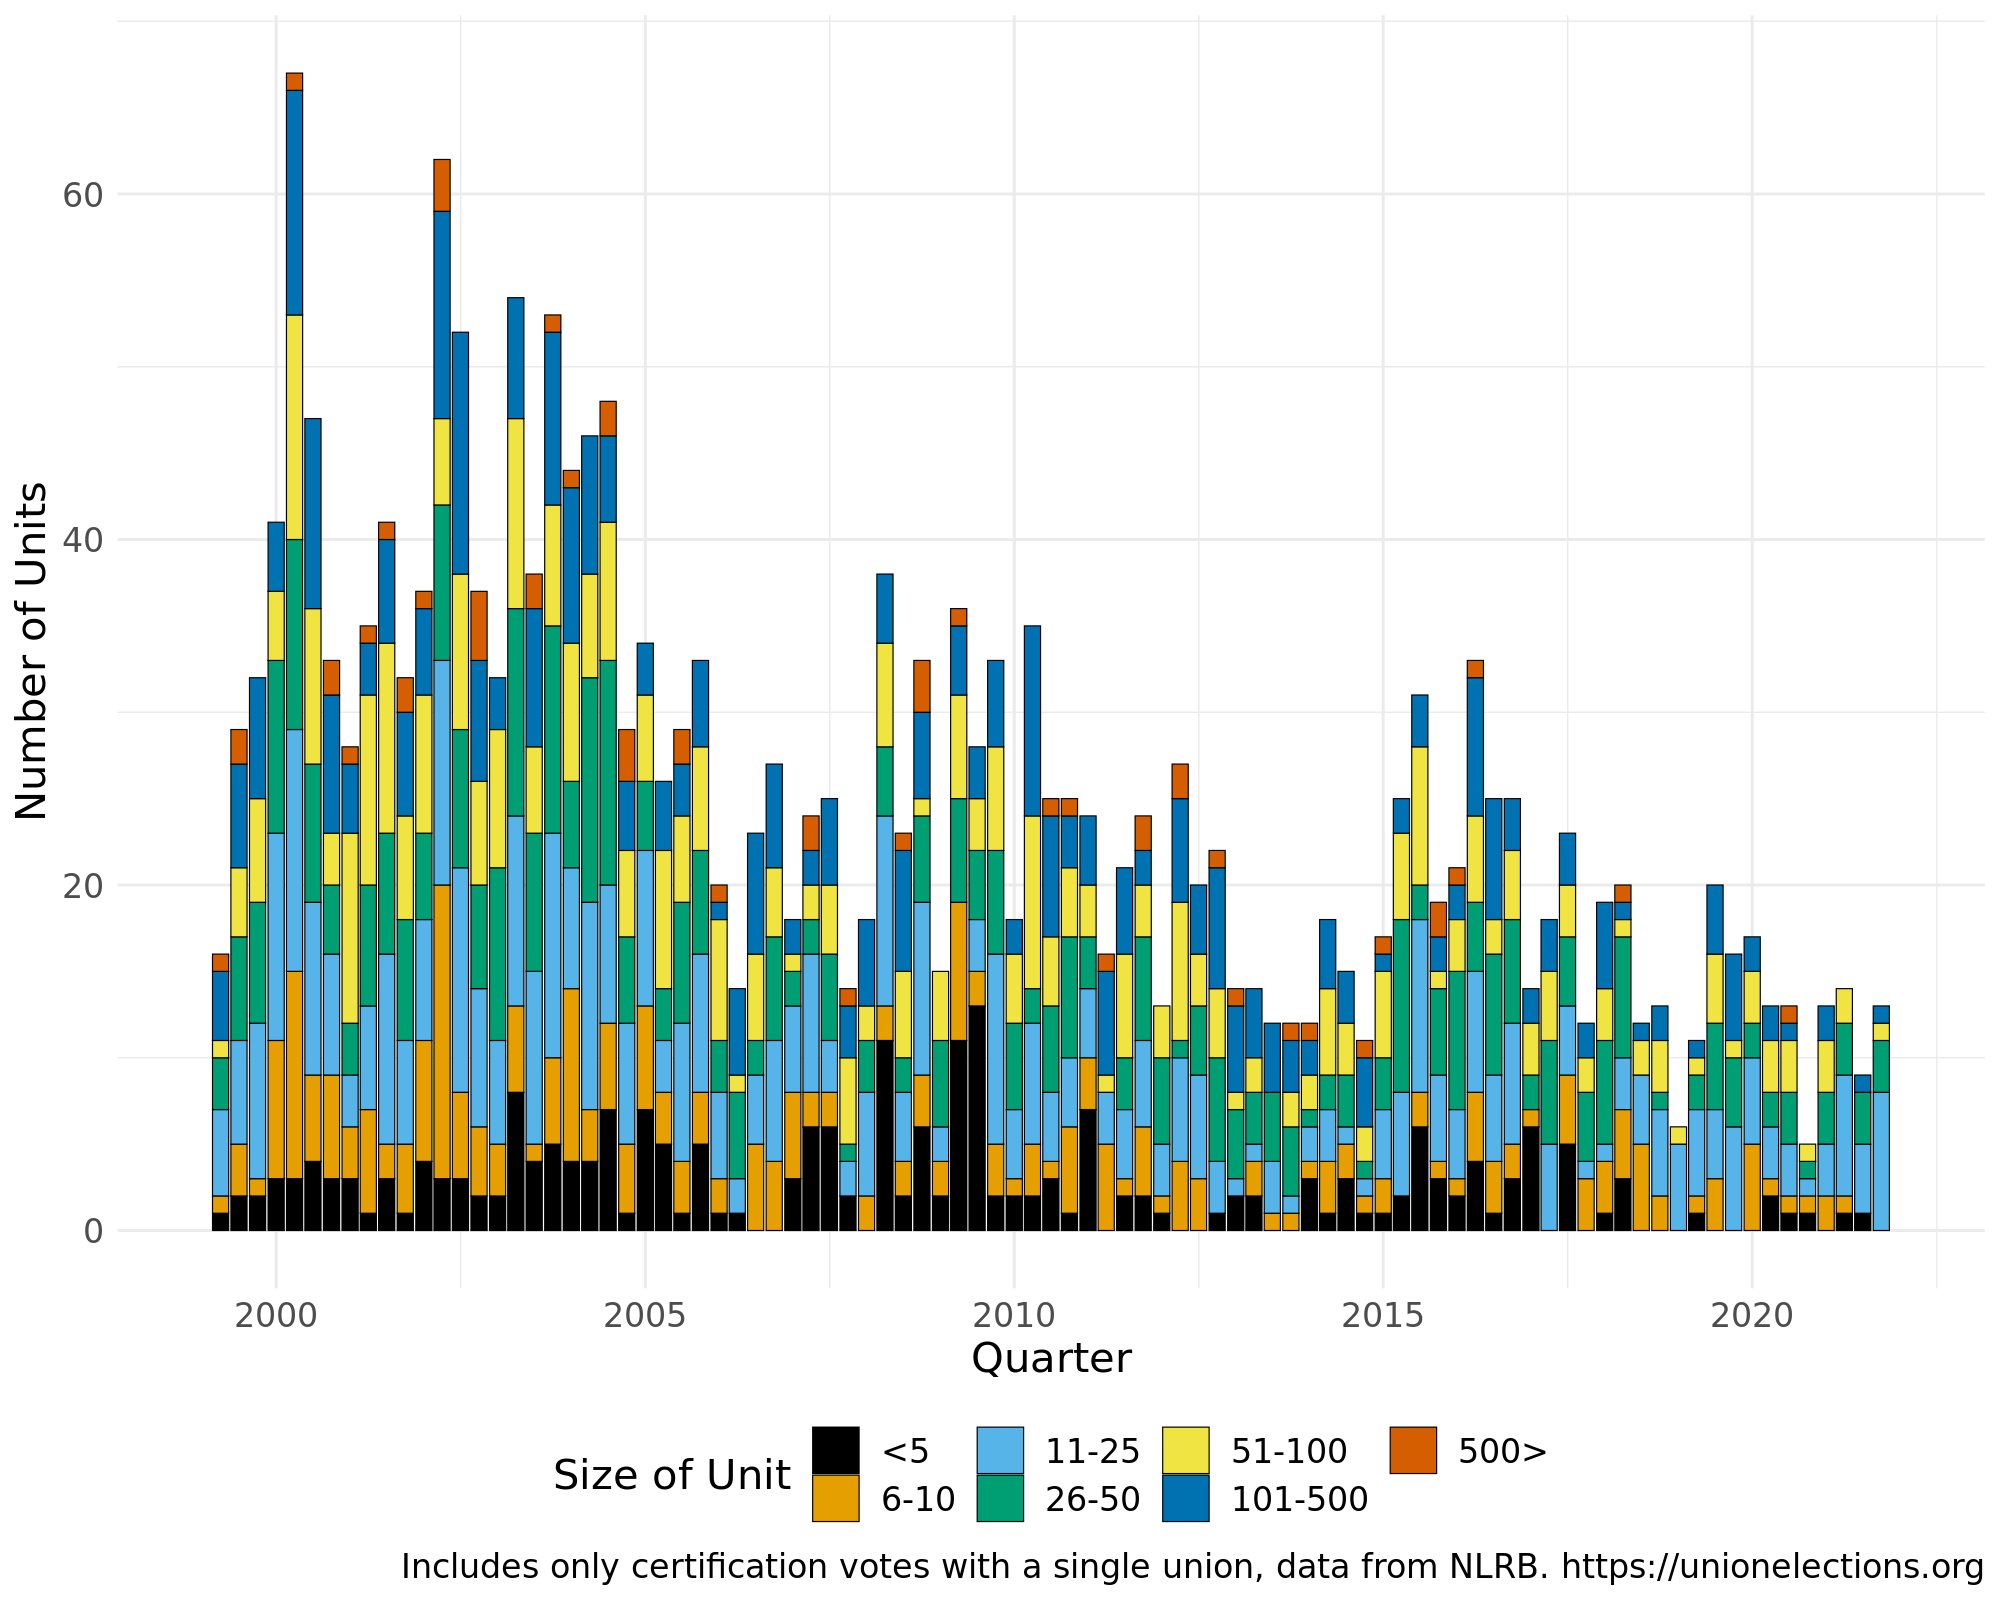 60
40
20
0
Number of Units
2000 2005 2010 2015 2020
Quarter
Size of Unit
<5 11-25 51-100 500>
6-10 26-50 101-500
Includes only certification votes with a single union, data from NLRB. https://unionelections.org